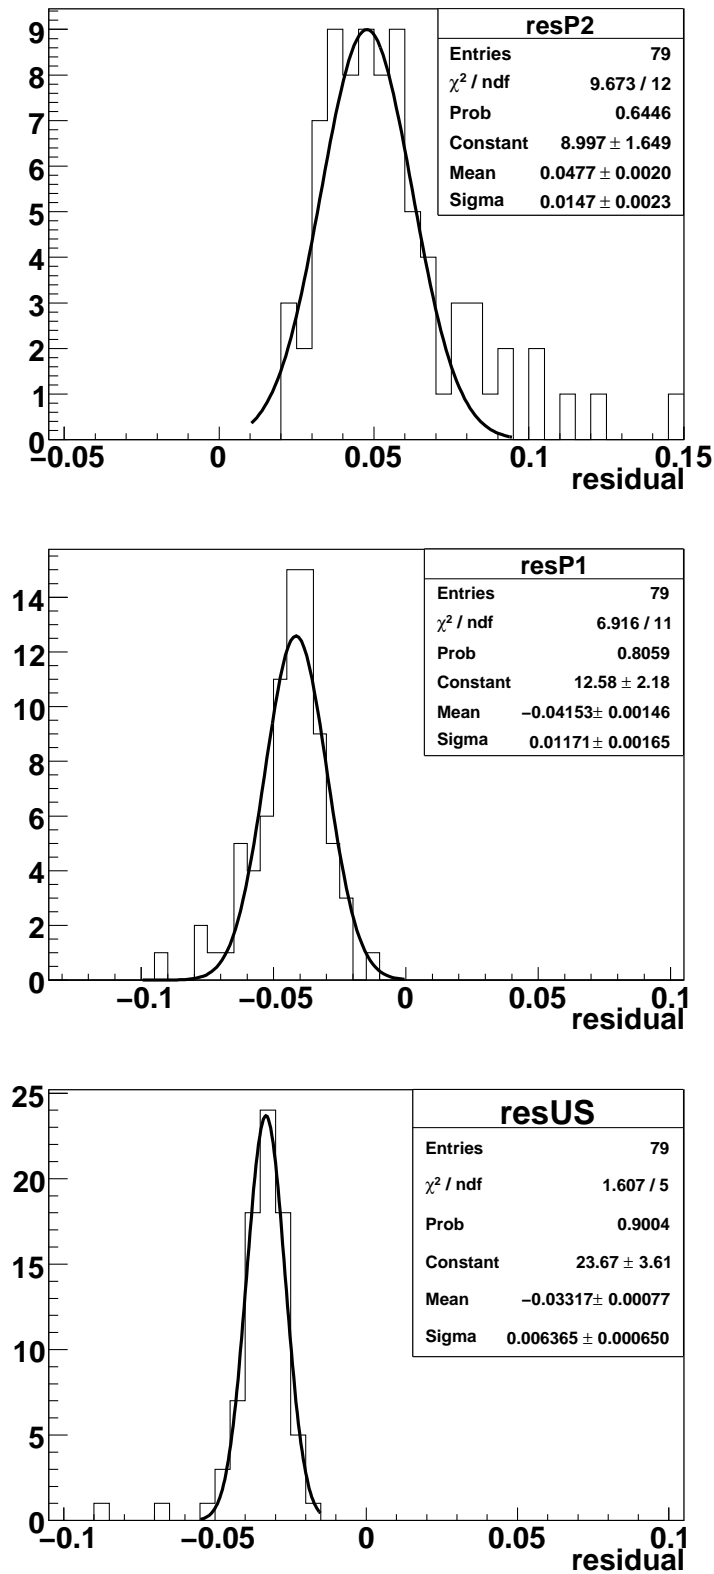 resP2
Entries 79
χ² / ndf 9.673 / 12
Prob 0.6446
Constant 8.997 ± 1.649
Mean 0.0477 ± 0.0020
Sigma 0.0147 ± 0.0023
9
8
7
6
5
4
3
2
1
0
−0.05 0 0.05 0.1 0.15
residual
resP1
Entries 79
χ² / ndf 6.916 / 11
Prob 0.8059
Constant 12.58 ± 2.18
Mean −0.04153± 0.00146
Sigma 0.01171± 0.00165
14
12
10
8
6
4
2
0
−0.1 −0.05 0 0.05 0.1
residual
resUS
Entries 79
χ² / ndf 1.607 / 5
Prob 0.9004
Constant 23.67 ± 3.61
Mean −0.03317± 0.00077
Sigma 0.006365 ± 0.000650
25
20
15
10
5
0
−0.1 −0.05 0 0.05 0.1
residual